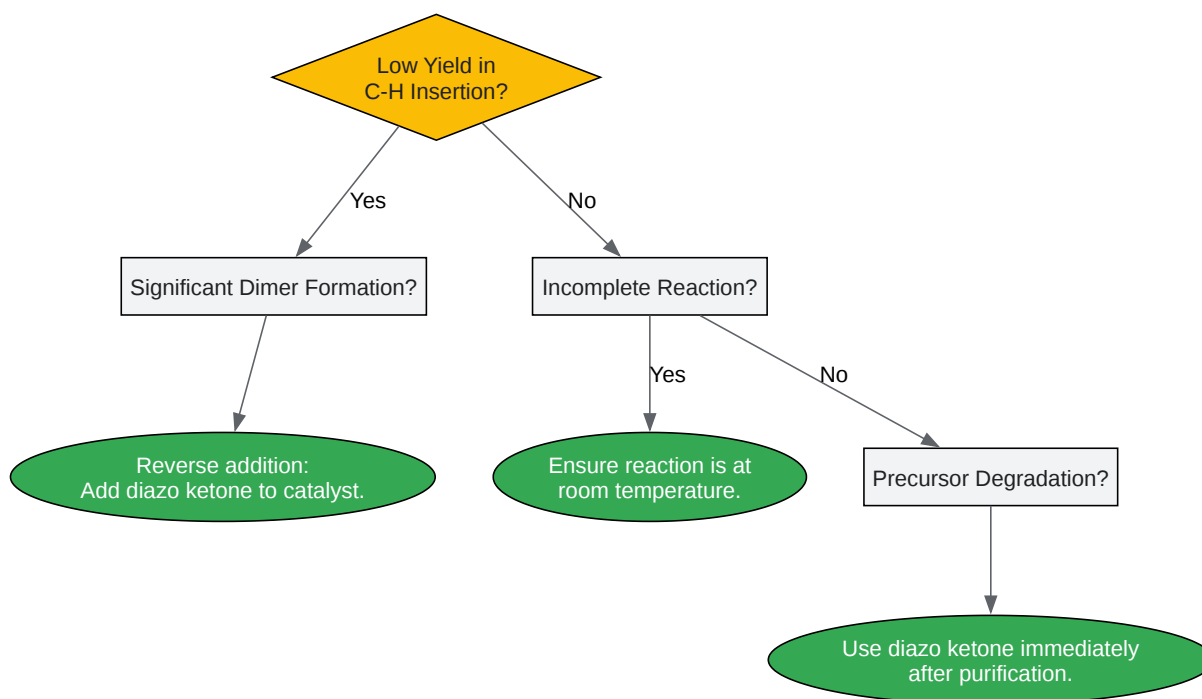 Low Yield in
C-H Insertion?
Yes
No
Significant Dimer Formation?
Incomplete Reaction?
Yes
No
Reverse addition:
Add diazo ketone to catalyst.
Ensure reaction is at
room temperature.
Precursor Degradation?
Use diazo ketone immediately
after purification.